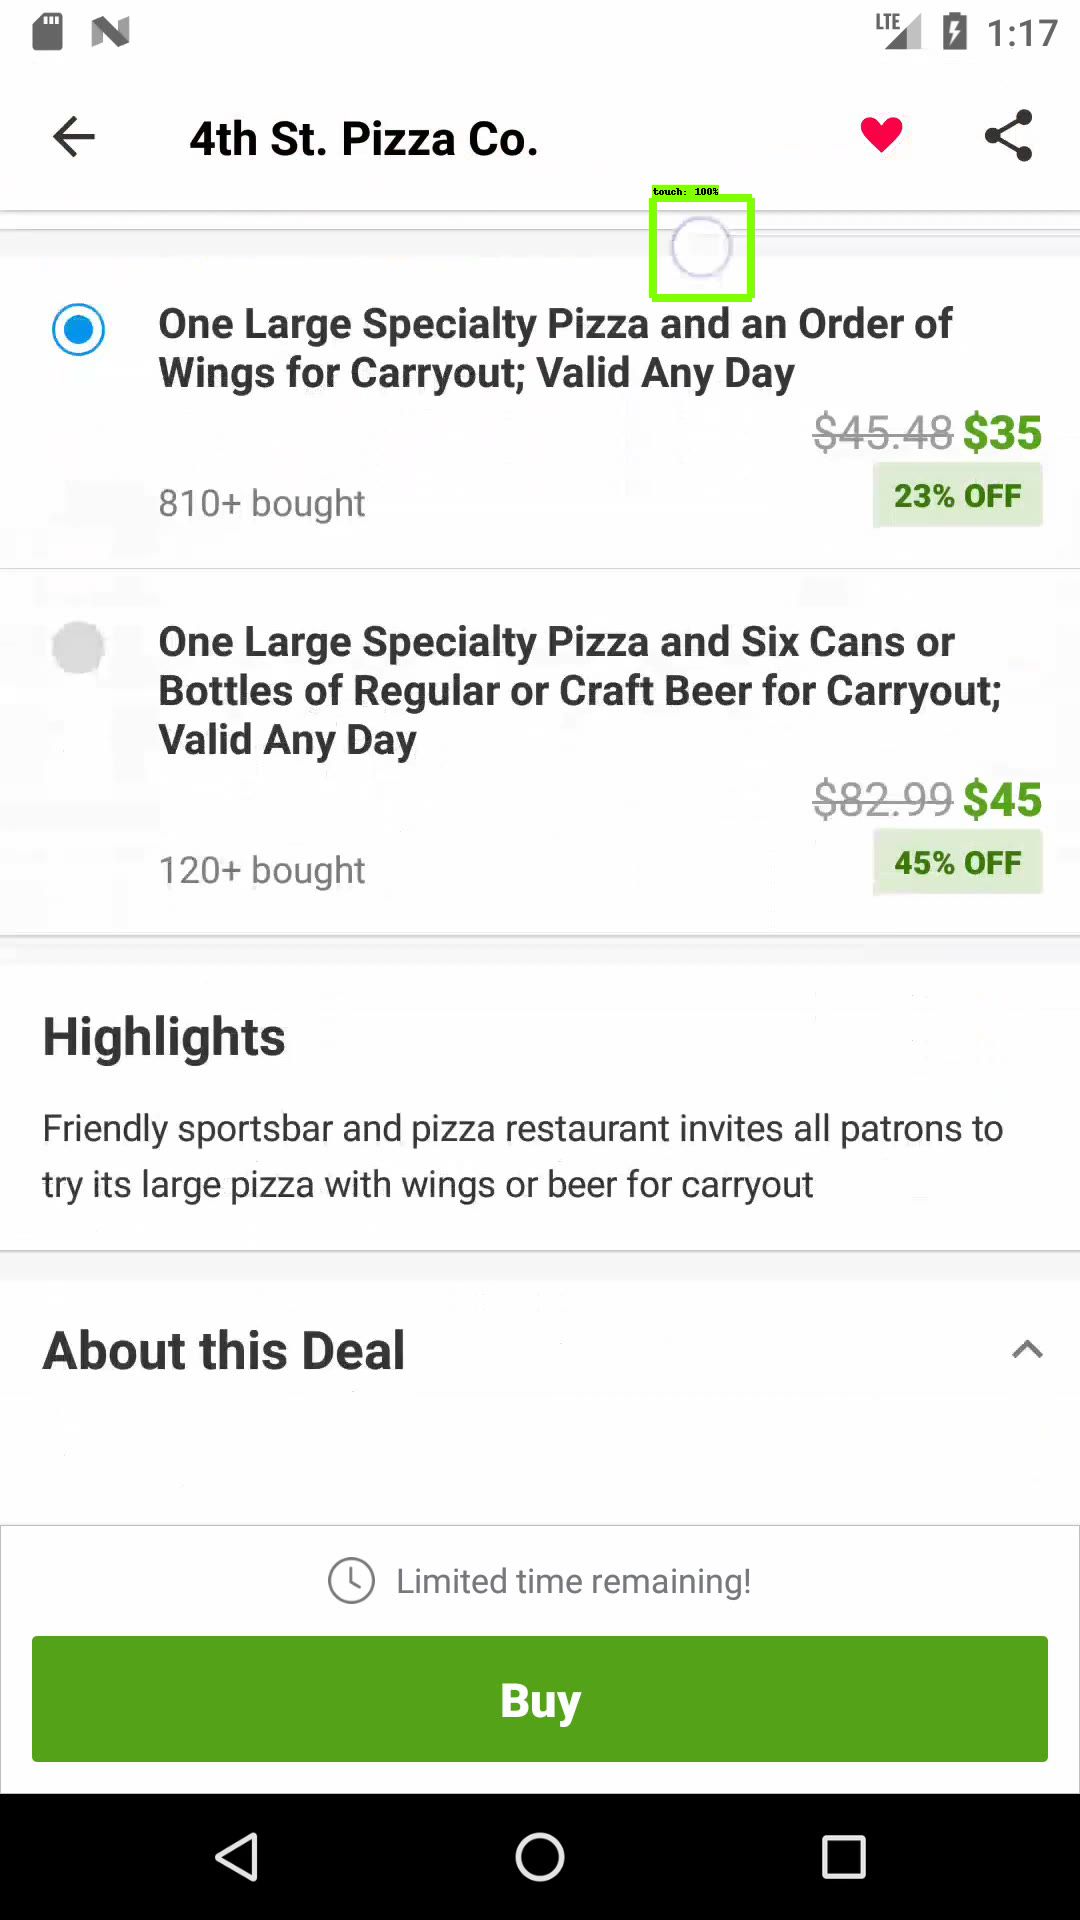 LTE 1:17
4th St. Pizza Co.
touch: 100%
One Large Specialty Pizza and an Order of
Wings for Carryout; Valid Any Day
$45.48 $35
810+ bought
23% OFF
One Large Specialty Pizza and Six Cans or
Bottles of Regular or Craft Beer for Carryout;
Valid Any Day
$82.99 $45
120+ bought
45% OFF
Highlights
Friendly sportsbar and pizza restaurant invites all patrons to
try its large pizza with wings or beer for carryout
About this Deal
Limited time remaining!
Buy